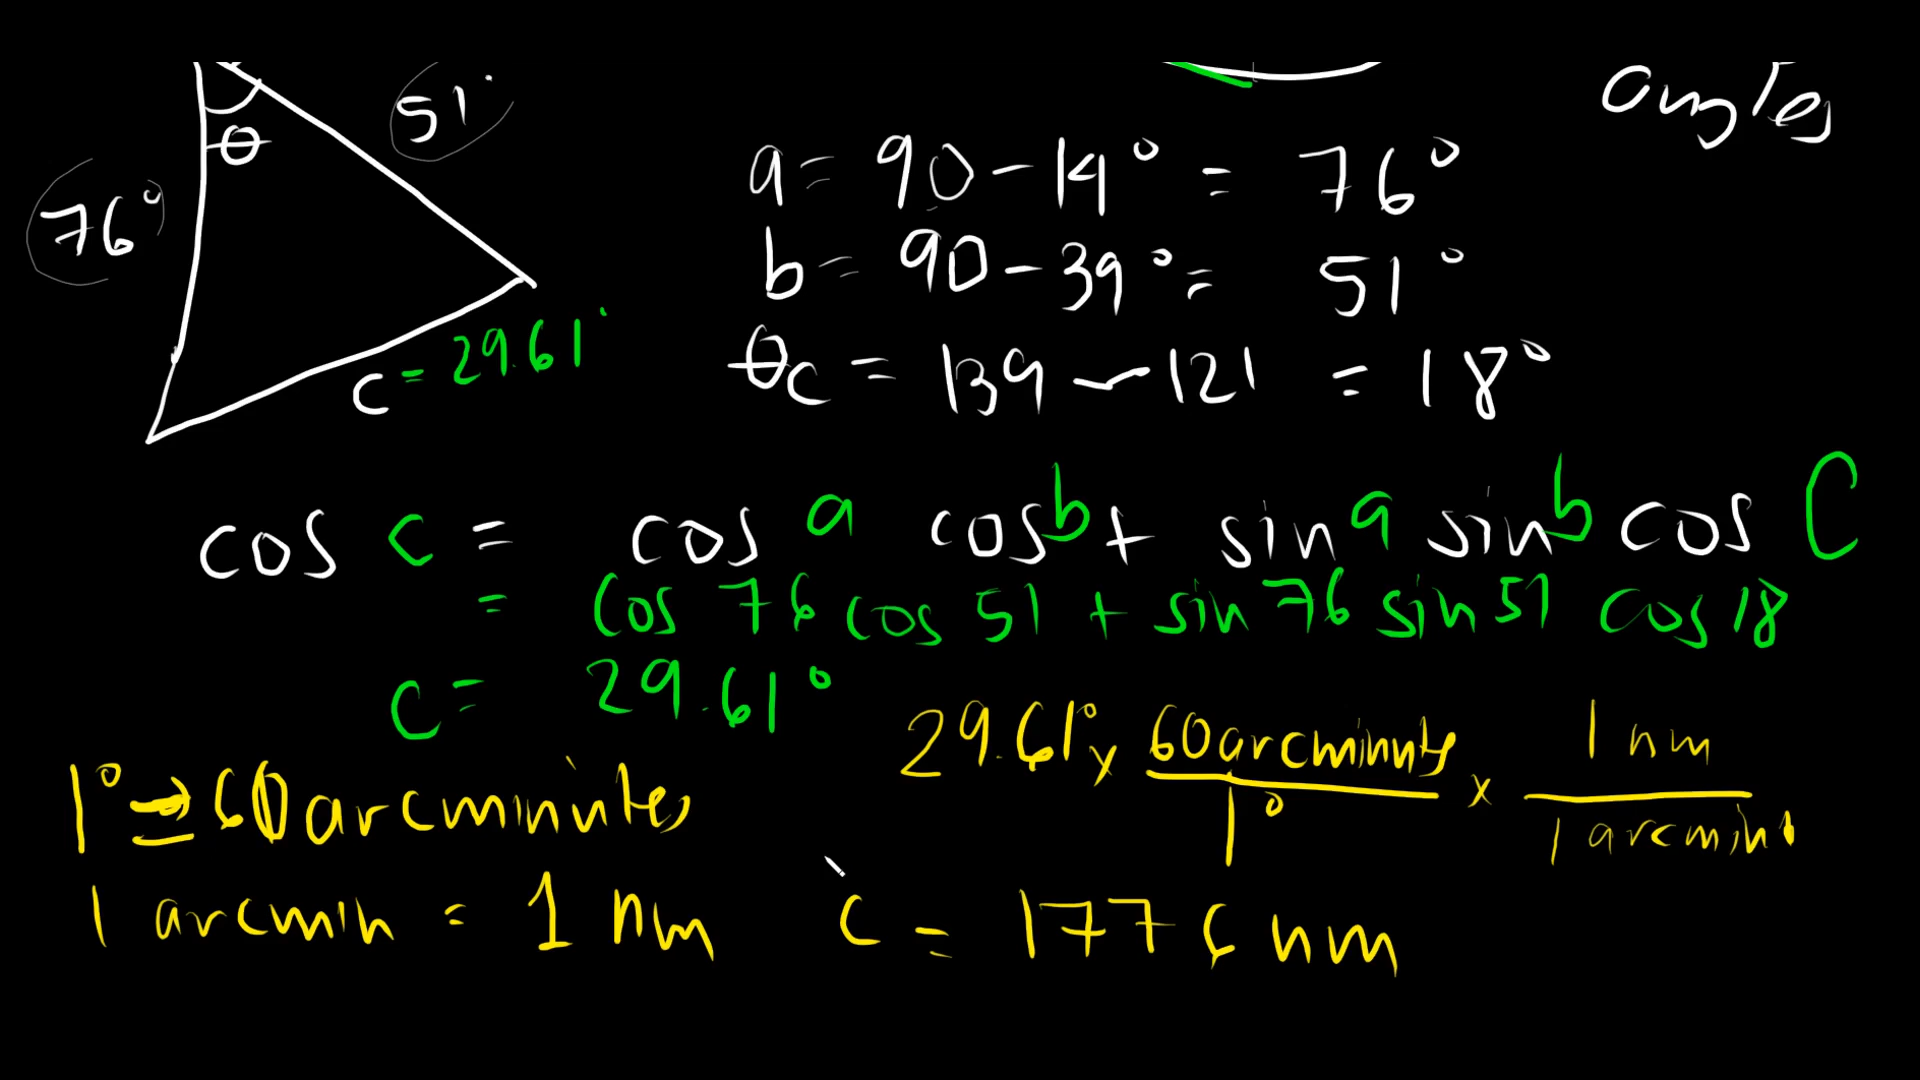 angles
51°
θ
76°
c = 29.61°
a = 90 - 14° = 76°
b = 90 - 39° = 51°
θc = 139 - 121 = 18°
cos c = cos a cos b + sin a sin b cos C
= cos 76 cos 51 + sin 76 sin 51 cos 18
c = 29.61°
29.61° x 60 arcminutes / 1° x 1 nm / 1 arcmin
1° → 60 arcminutes
1 arcmin = 1 nm
c = 1776 nm